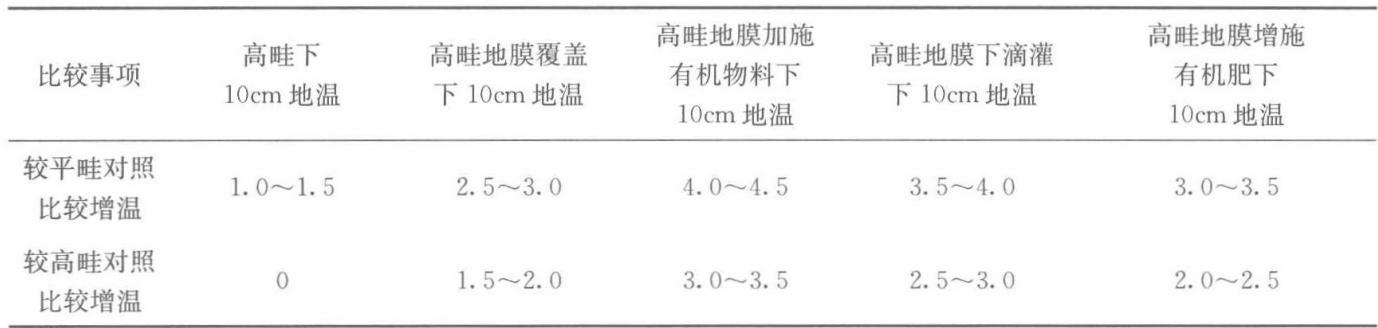 比较事项
高畦下
10cm 地温
高畦地膜覆盖
下 10cm 地温
高畦地膜加施
有机物料下
10cm 地温
高畦地膜下滴灌
下 10cm 地温
高畦地膜增施
有机肥下
10cm 地温
较平畦对照
比较增温
1.0～1.5
2.5～3.0
4.0～4.5
3.5～4.0
3.0～3.5
较高畦对照
比较增温
0
1.5～2.0
3.0～3.5
2.5～3.0
2.0～2.5